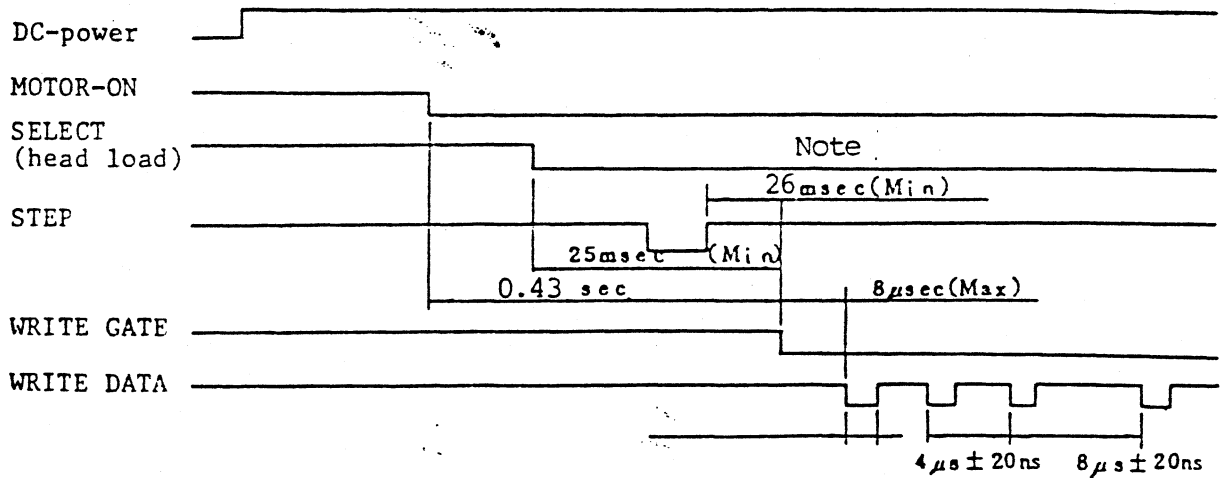 DC-power
MOTOR-ON
SELECT
(head load)
Note
26msec(Min)
STEP
25msec (Min)
0.43 sec
8μsec(Max)
WRITE GATE
WRITE DATA
4μs±20ns
8μs±20ns